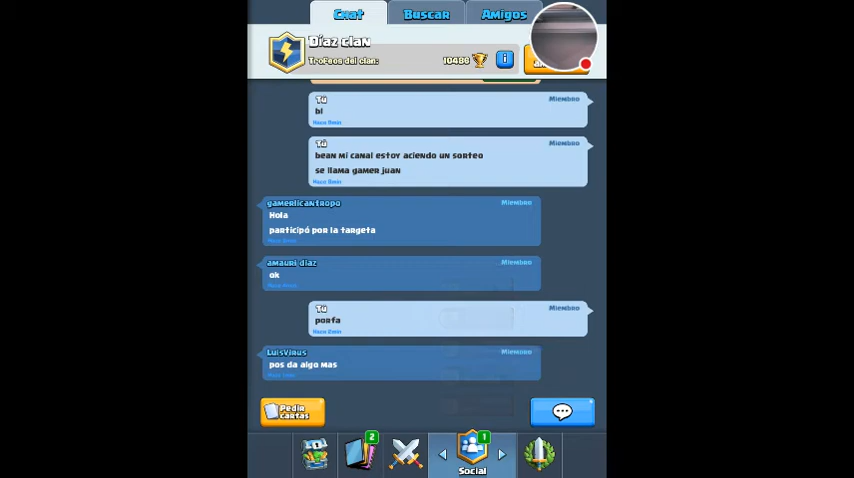 Chat
Buscar
Amigos
Díaz clan
Trofeos del clan:
10486
i
Tú
Miembro
bi
Tú
Miembro
bean mi canal estoy aciendo un sorteo
se llama gamer juan
gamerlicantropo
Miembro
Hola
participó por la targeta
amauri diaz
Miembro
ok
Tú
Miembro
porfa
LuisVirus
Miembro
pos da algo mas
Pedir
cartas
2
1
Social